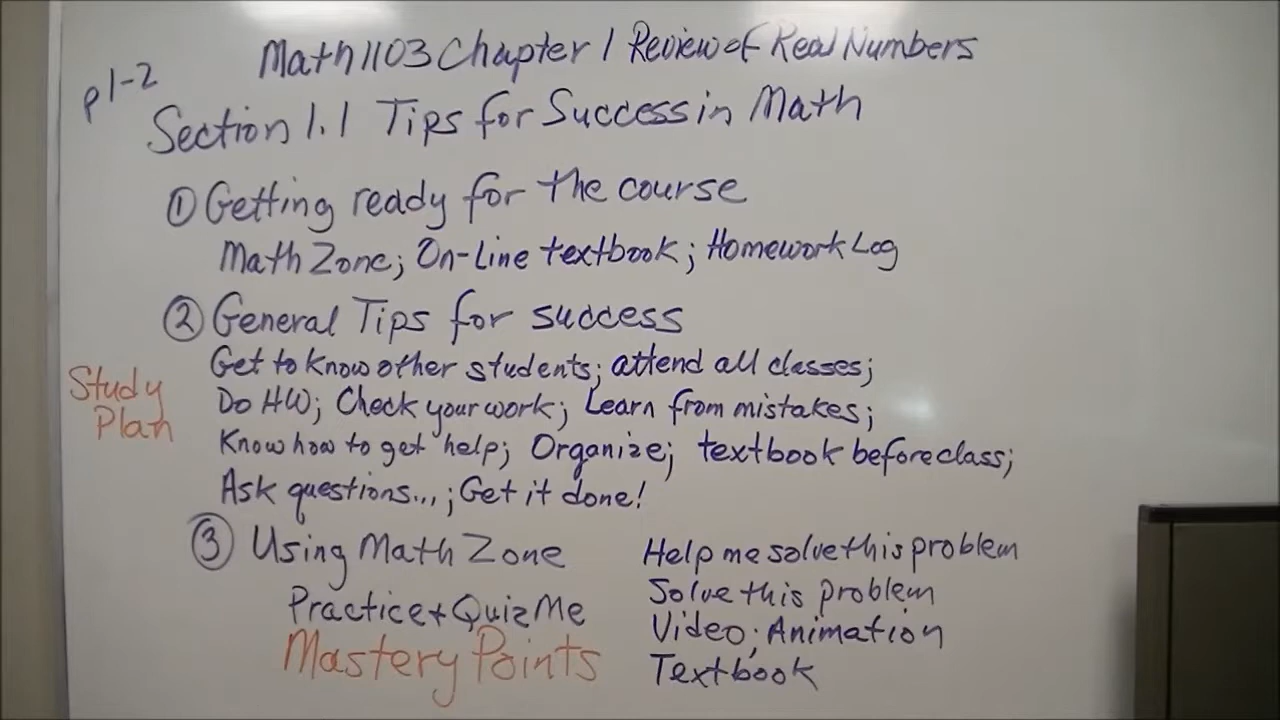 Math 1103 Chapter 1 Review of Real Numbers
p 1-2
Section 1.1 Tips for Success in Math
① Getting ready for the course
Math Zone; On-Line textbook; Homework Log
② General Tips for success
Get to know other students; attend all classes;
Study
Plan
Do HW; Check your work; Learn from mistakes;
Know how to get help; Organize; textbook before class;
Ask questions...; Get it done!
③ Using Math Zone
Practice + Quiz Me
Mastery Points
Help me solve this problem
Solve this problem
Video; Animation
Textbook